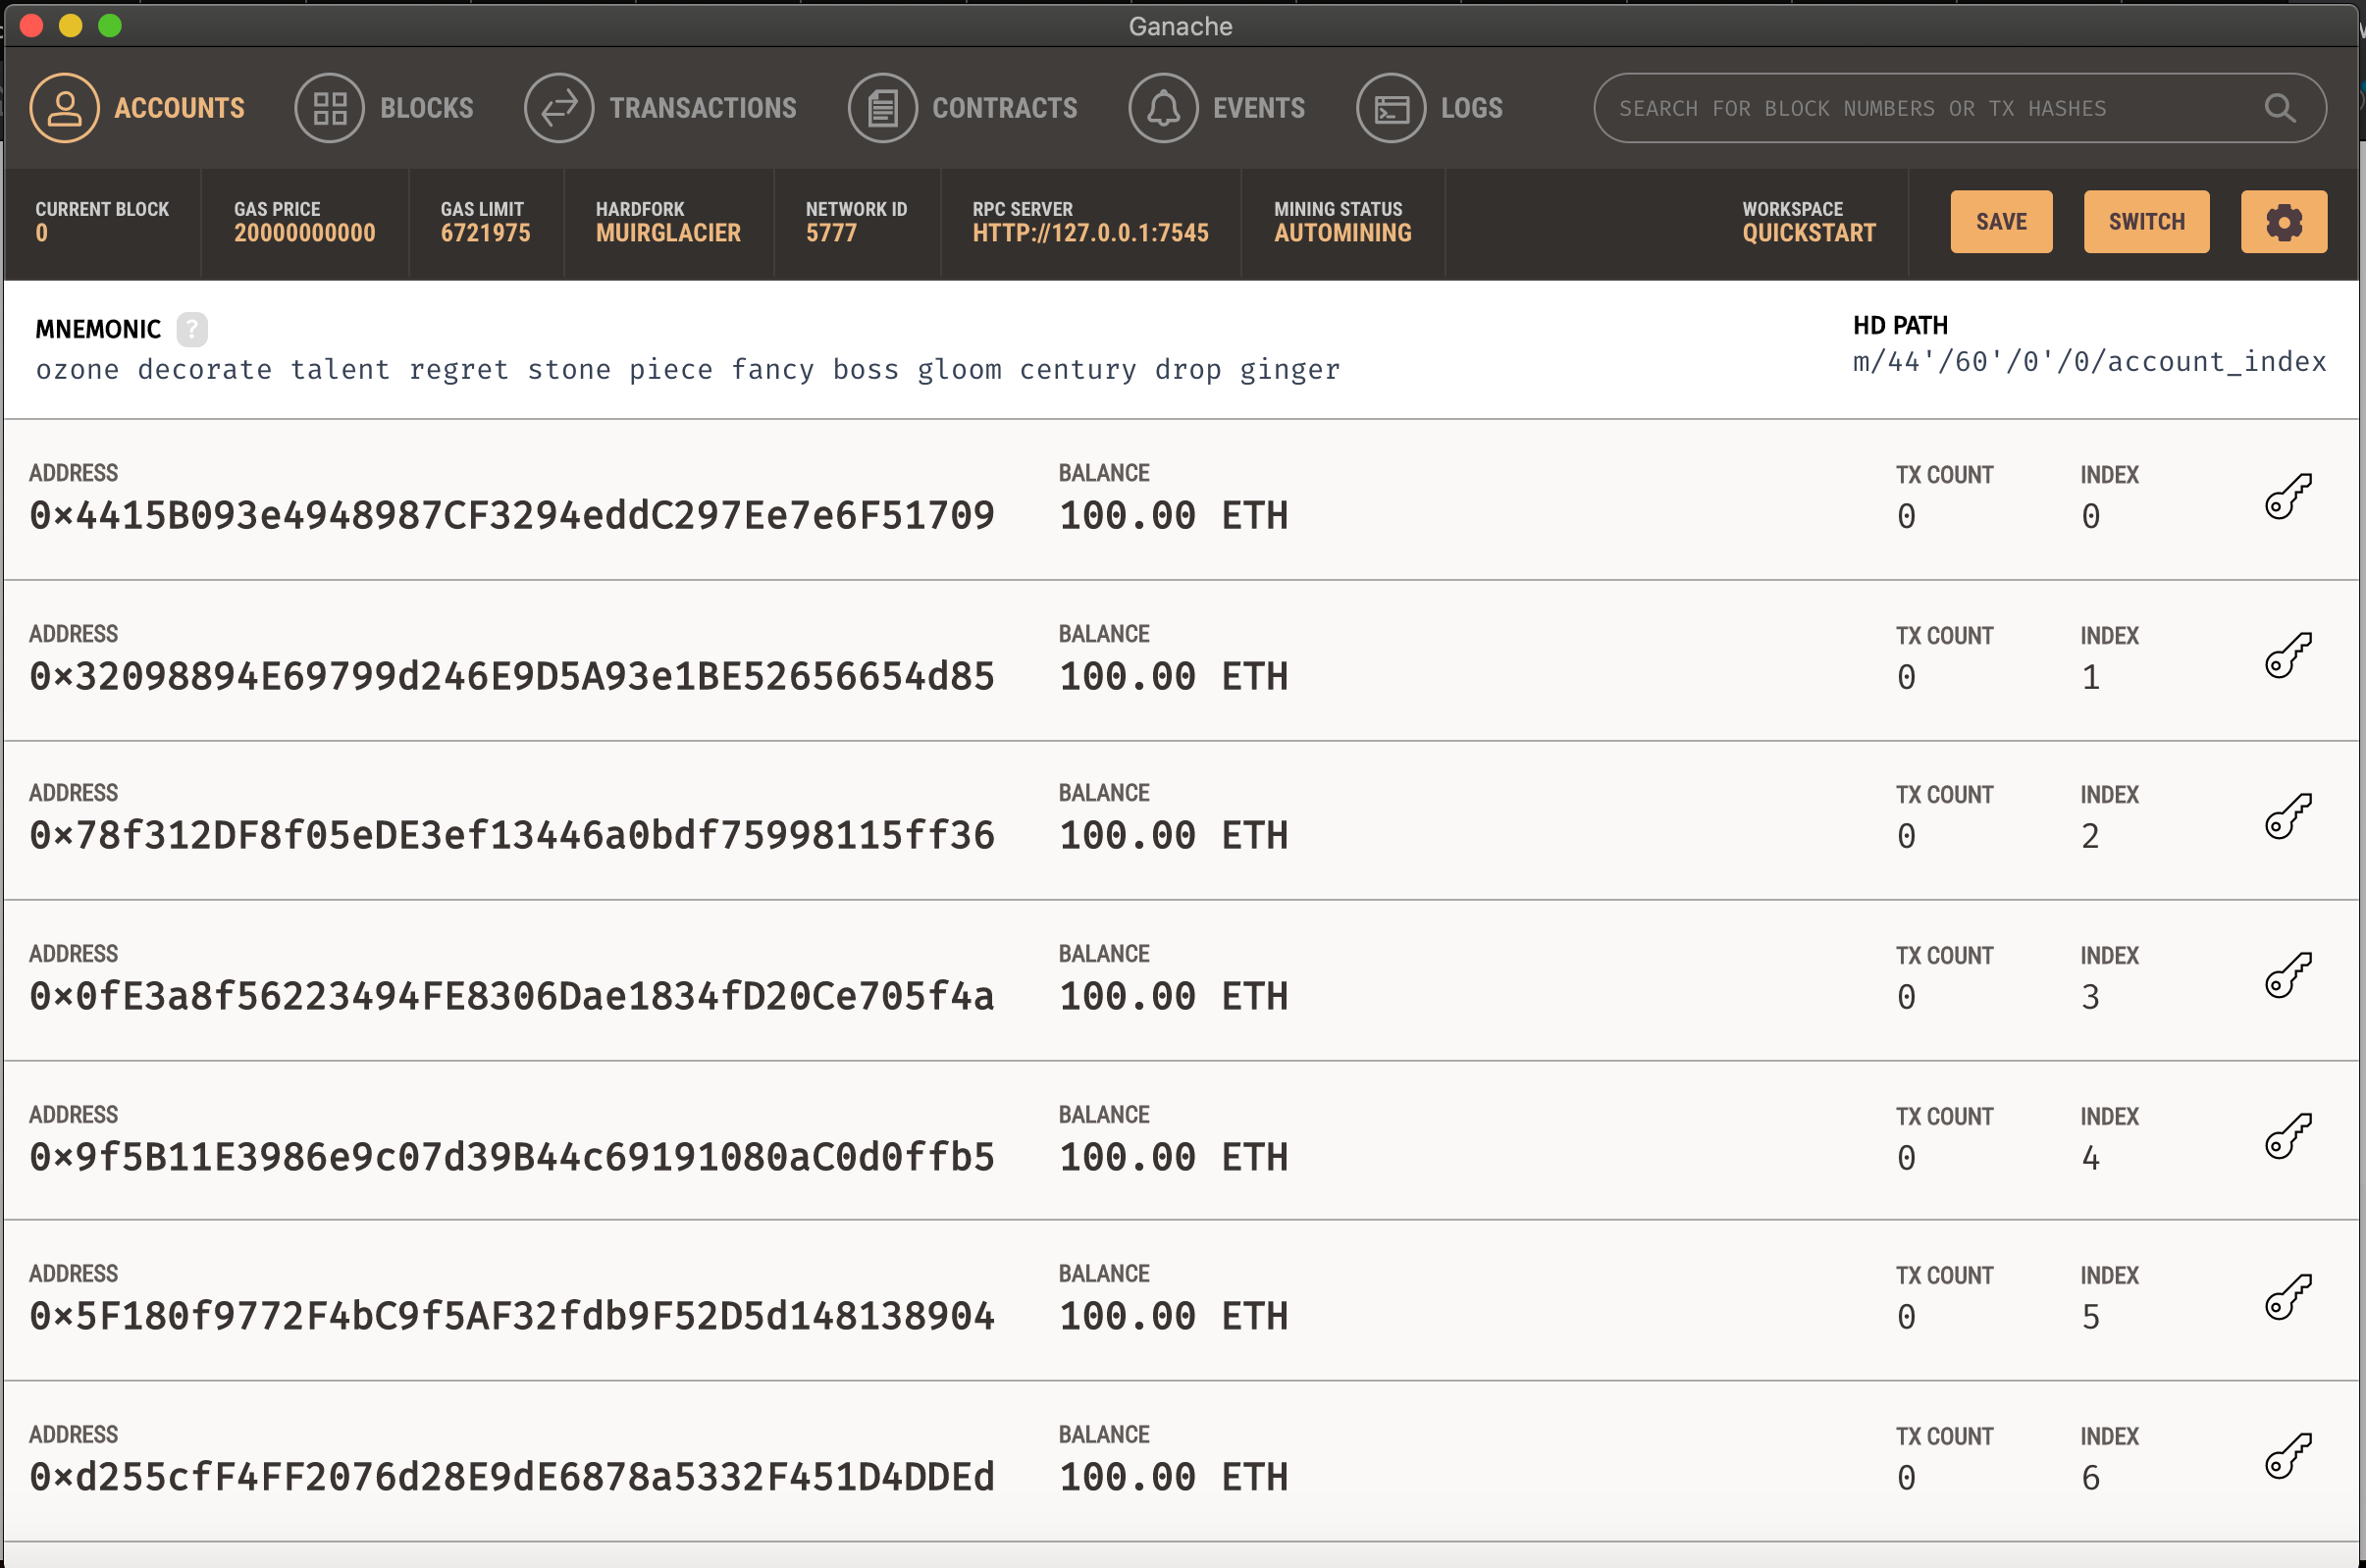 Ganache
ACCOUNTS BLOCKS TRANSACTIONS CONTRACTS EVENTS LOGS SEARCH FOR BLOCK NUMBERS OR TX HASHES
CURRENT BLOCK GAS PRICE GAS LIMIT HARDFORK NETWORK ID RPC SERVER MINING STATUS WORKSPACE
0 20000000000 6721975 MUIRGLACIER 5777 HTTP://127.0.0.1:7545 AUTOMINING QUICKSTART SAVE SWITCH
MNEMONIC ? HD PATH
ozone decorate talent regret stone piece fancy boss gloom century drop ginger m/44'/60'/0'/0/account_index
ADDRESS BALANCE TX COUNT INDEX
0×4415B093e4948987CF3294eddC297Ee7e6F51709 100.00 ETH 0 0
ADDRESS BALANCE TX COUNT INDEX
0×32098894E69799d246E9D5A93e1BE52656654d85 100.00 ETH 0 1
ADDRESS BALANCE TX COUNT INDEX
0×78f312DF8f05eDE3ef13446a0bdf75998115ff36 100.00 ETH 0 2
ADDRESS BALANCE TX COUNT INDEX
0×0fE3a8f56223494FE8306Dae1834fD20Ce705f4a 100.00 ETH 0 3
ADDRESS BALANCE TX COUNT INDEX
0×9f5B11E3986e9c07d39B44c69191080aC0d0ffb5 100.00 ETH 0 4
ADDRESS BALANCE TX COUNT INDEX
0×5F180f9772F4bC9f5AF32fdb9F52D5d148138904 100.00 ETH 0 5
ADDRESS BALANCE TX COUNT INDEX
0×d255cfF4FF2076d28E9dE6878a5332F451D4DDEd 100.00 ETH 0 6